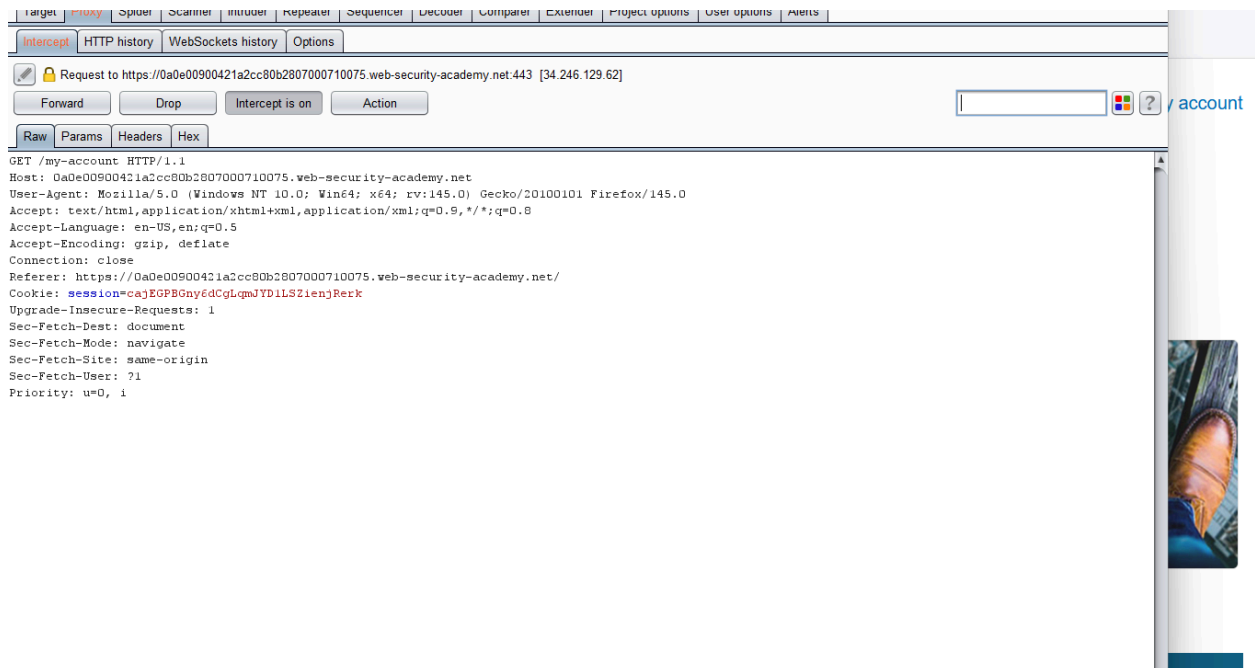 Target Proxy Spider Scanner Intruder Repeater Sequencer Decoder Comparer Extender Project options User options Alerts
Intercept HTTP history WebSockets history Options
Request to https://0a0e00900421a2cc80b2807000710075.web-security-academy.net:443 [34.246.129.62]
Forward Drop Intercept is on Action ?
y account
Raw Params Headers Hex
GET /my-account HTTP/1.1
Host: 0a0e00900421a2cc80b2807000710075.web-security-academy.net
User-Agent: Mozilla/5.0 (Windows NT 10.0; Win64; x64; rv:145.0) Gecko/20100101 Firefox/145.0
Accept: text/html,application/xhtml+xml,application/xml;q=0.9,*/*;q=0.8
Accept-Language: en-US,en;q=0.5
Accept-Encoding: gzip, deflate
Connection: close
Referer: https://0a0e00900421a2cc80b2807000710075.web-security-academy.net/
Cookie: session=cajEGPBGny6dCgLqmJYD1LSZienjRerk
Upgrade-Insecure-Requests: 1
Sec-Fetch-Dest: document
Sec-Fetch-Mode: navigate
Sec-Fetch-Site: same-origin
Sec-Fetch-User: ?1
Priority: u=0, i